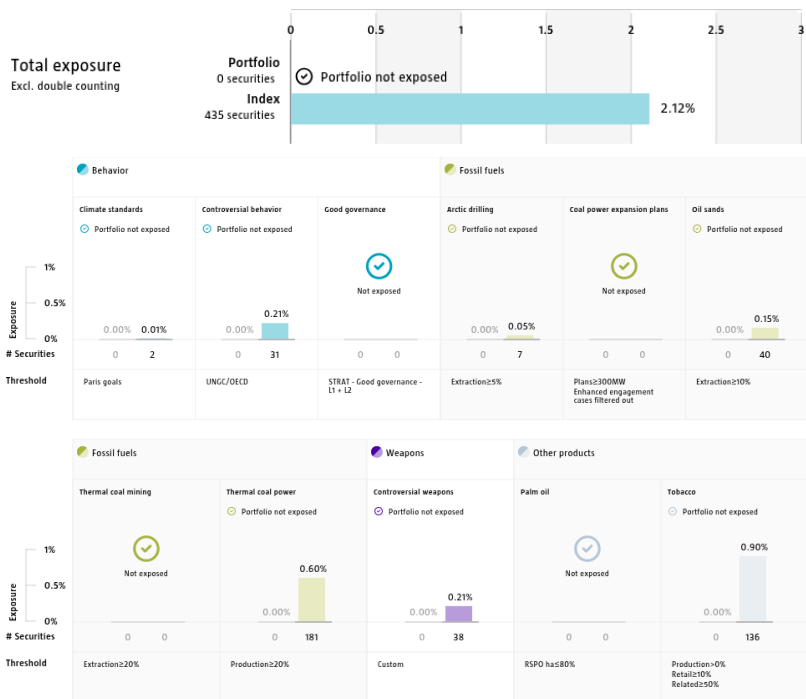 0 0.5 1 1.5 2 2.5 3
Total exposure
Excl. double counting
Portfolio
0 securities
Portfolio not exposed
Index
435 securities
2.12%
Behavior
Fossil fuels
Climate standards
Controversial behavior
Good governance
Arctic drilling
Coal power expansion plans
Oil sands
Portfolio not exposed
Portfolio not exposed
Portfolio not exposed
Portfolio not exposed
Not exposed
Not exposed
Exposure
1%
0.5%
0%
0.00% 0.01%
0.21%
0.00%
0.00% 0.05%
0.15%
0.00%
# Securities
0 2
0 31
0 0
0 7
0 0
0 40
Threshold
Paris goals
UNGC/OECD
STRAT - Good governance -
L1 + L2
Extraction≥5%
Plans≥300MW
Enhanced engagement
cases filtered out
Extraction≥10%
Fossil fuels
Weapons
Other products
Thermal coal mining
Thermal coal power
Controversial weapons
Palm oil
Tobacco
Portfolio not exposed
Portfolio not exposed
Portfolio not exposed
Not exposed
Not exposed
Exposure
1%
0.5%
0%
0.60%
0.00%
0.21%
0.00%
0.90%
0.00%
# Securities
0 0
0 181
0 38
0 0
0 136
Threshold
Extraction≥20%
Production≥20%
Custom
RSPO ha≤80%
Production>0%
Retail≥10%
Related≥50%